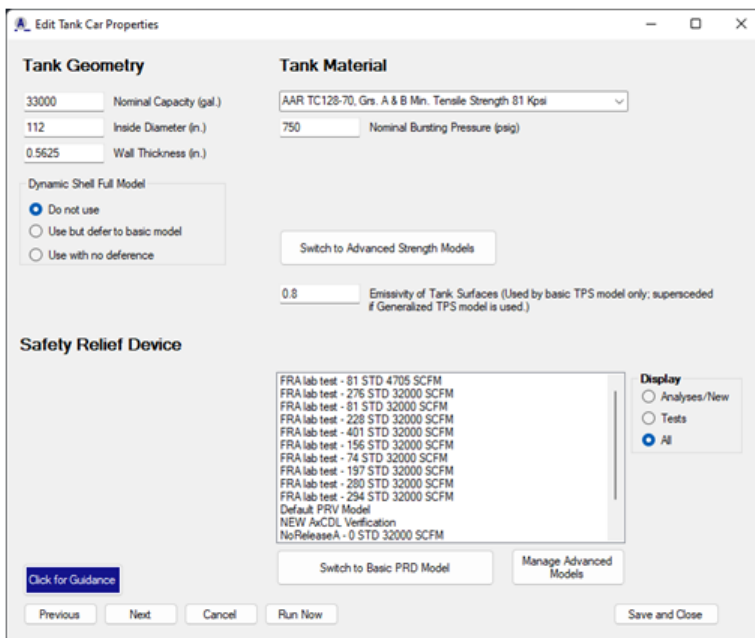 Edit Tank Car Properties
Tank Geometry
33000 Nominal Capacity (gal.)
112 Inside Diameter (in.)
0.5625 Wall Thickness (in.)
Dynamic Shell Full Model
Do not use
Use but defer to basic model
Use with no deference
Tank Material
AAR TC128-70, Grs. A & B Min. Tensile Strength 81 Kpsi
750 Nominal Bursting Pressure (psig)
Switch to Advanced Strength Models
0.8 Emissivity of Tank Surfaces (Used by basic TPS model only; supersceded
if Generalized TPS model is used.)
Safety Relief Device
FRA lab test - 81 STD 4705 SCFM
FRA lab test - 276 STD 32000 SCFM
FRA lab test - 81 STD 32000 SCFM
FRA lab test - 228 STD 32000 SCFM
FRA lab test - 401 STD 32000 SCFM
FRA lab test - 156 STD 32000 SCFM
FRA lab test - 74 STD 32000 SCFM
FRA lab test - 197 STD 32000 SCFM
FRA lab test - 280 STD 32000 SCFM
FRA lab test - 294 STD 32000 SCFM
Default PRV Model
NEW AxCDL Verification
NoReleaseA - 0 STD 32000 SCFM
Display
Analyses/New
Tests
All
Switch to Basic PRD Model
Manage Advanced
Models
Click for Guidance
Previous
Next
Cancel
Run Now
Save and Close